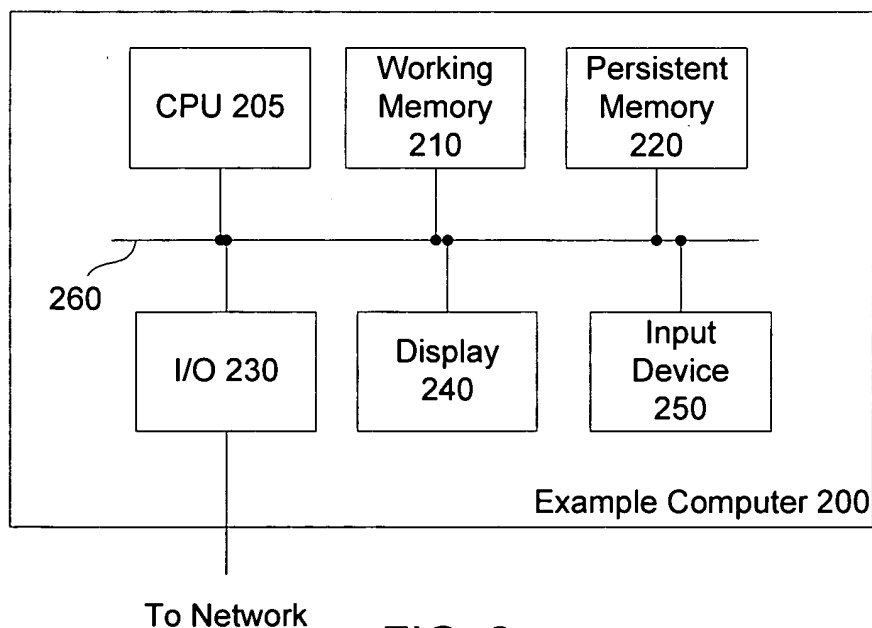 CPU 205
Working
Memory
210
Persistent
Memory
220
260
I/O 230
Display
240
Input
Device
250
Example Computer 200
To Network